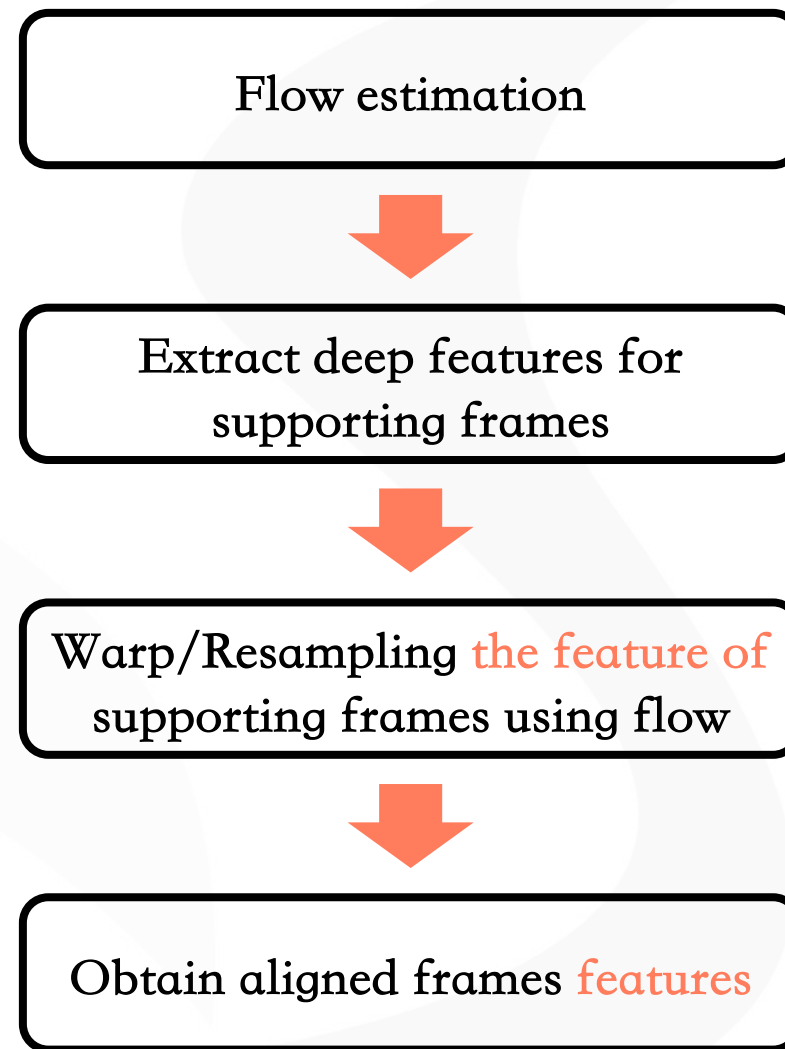 Flow estimation
Extract deep features for
supporting frames
Warp/Resampling the feature of
supporting frames using flow
Obtain aligned frames features